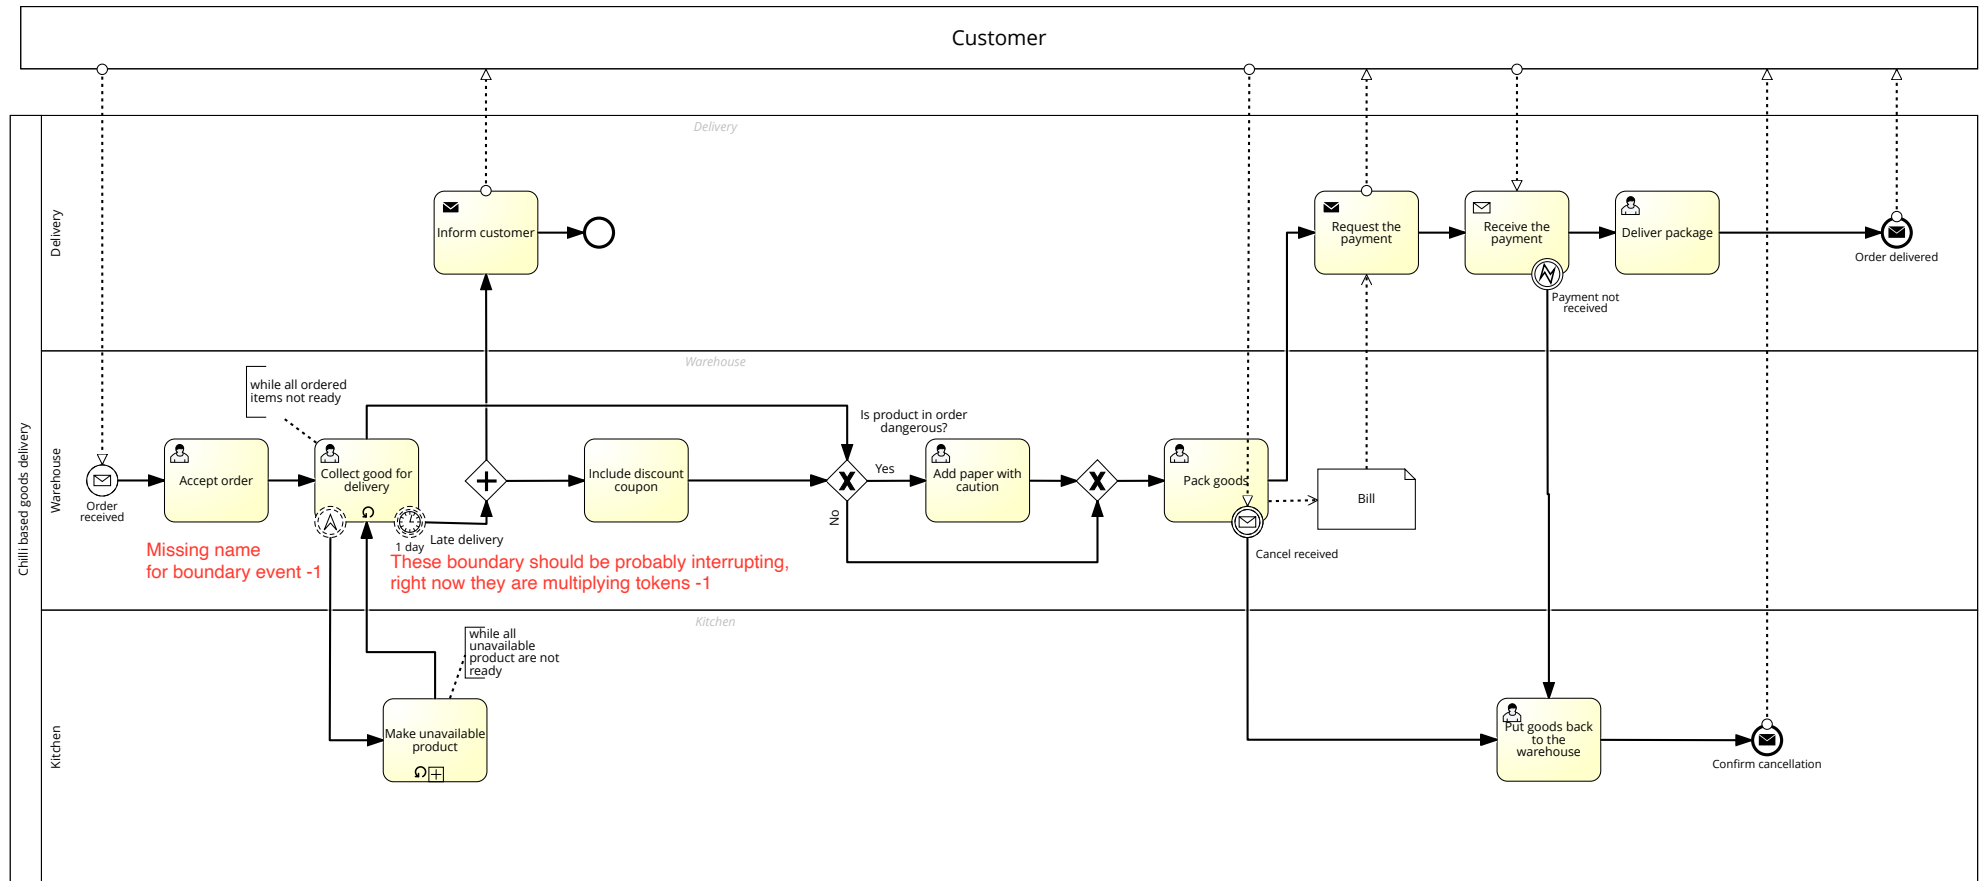 Customer
Chilli based goods delivery
Delivery
Delivery
Inform customer
Request the
payment
Receive the
payment
Deliver package
Order delivered
Payment not
received
Warehouse
Warehouse
while all ordered
items not ready
Order
received
Accept order
Collect good for
delivery
1 day
Late delivery
Include discount
coupon
Is product in order
dangerous?
Yes
No
Add paper with
caution
Pack goods
Cancel received
Bill
Missing name
for boundary event -1
These boundary should be probably interrupting,
right now they are multiplying tokens -1
Kitchen
Kitchen
while all
unavailable
product are not
ready
Make unavailable
product
Put goods back
to the
warehouse
Confirm cancellation